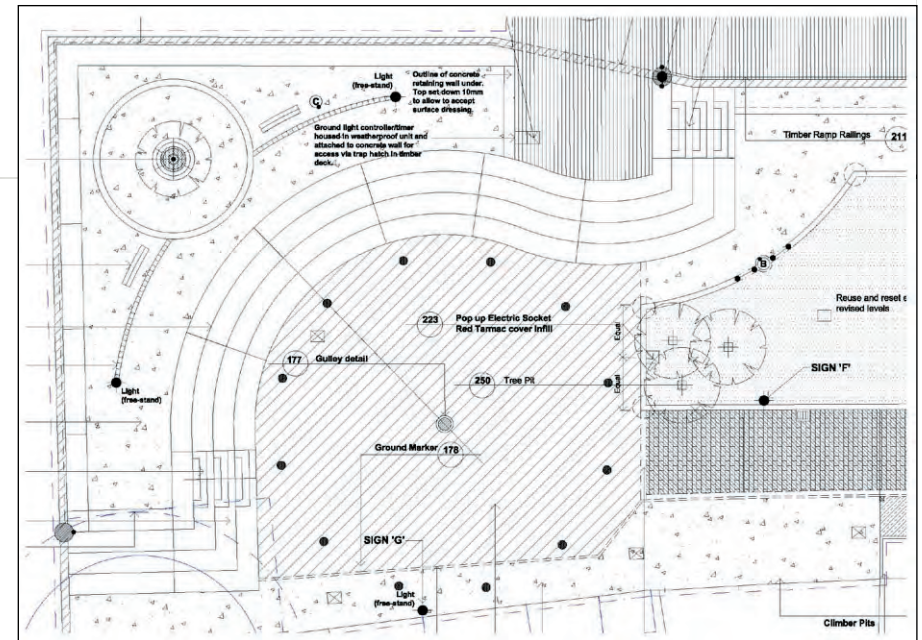 Light
(free-stand)
C
Outline of concrete
retaining wall under.
Top set down 10mm
to allow to accept
surface dressing.
Ground light controller/timer
housed in weatherproof unit and
attached to concrete wall for
access via trap hatch in timber
deck.
Timber Ramp Railings
211
B
Reuse and reset e
revised levels
223
Pop up Electric Socket
Red Tarmac cover infill
Equal
Equal
177
Gulley detail
250
Tree Pit
SIGN 'F'
Light
(free-stand)
Ground Marker
178
SIGN 'G'
Light
(free-stand)
Climber Pits